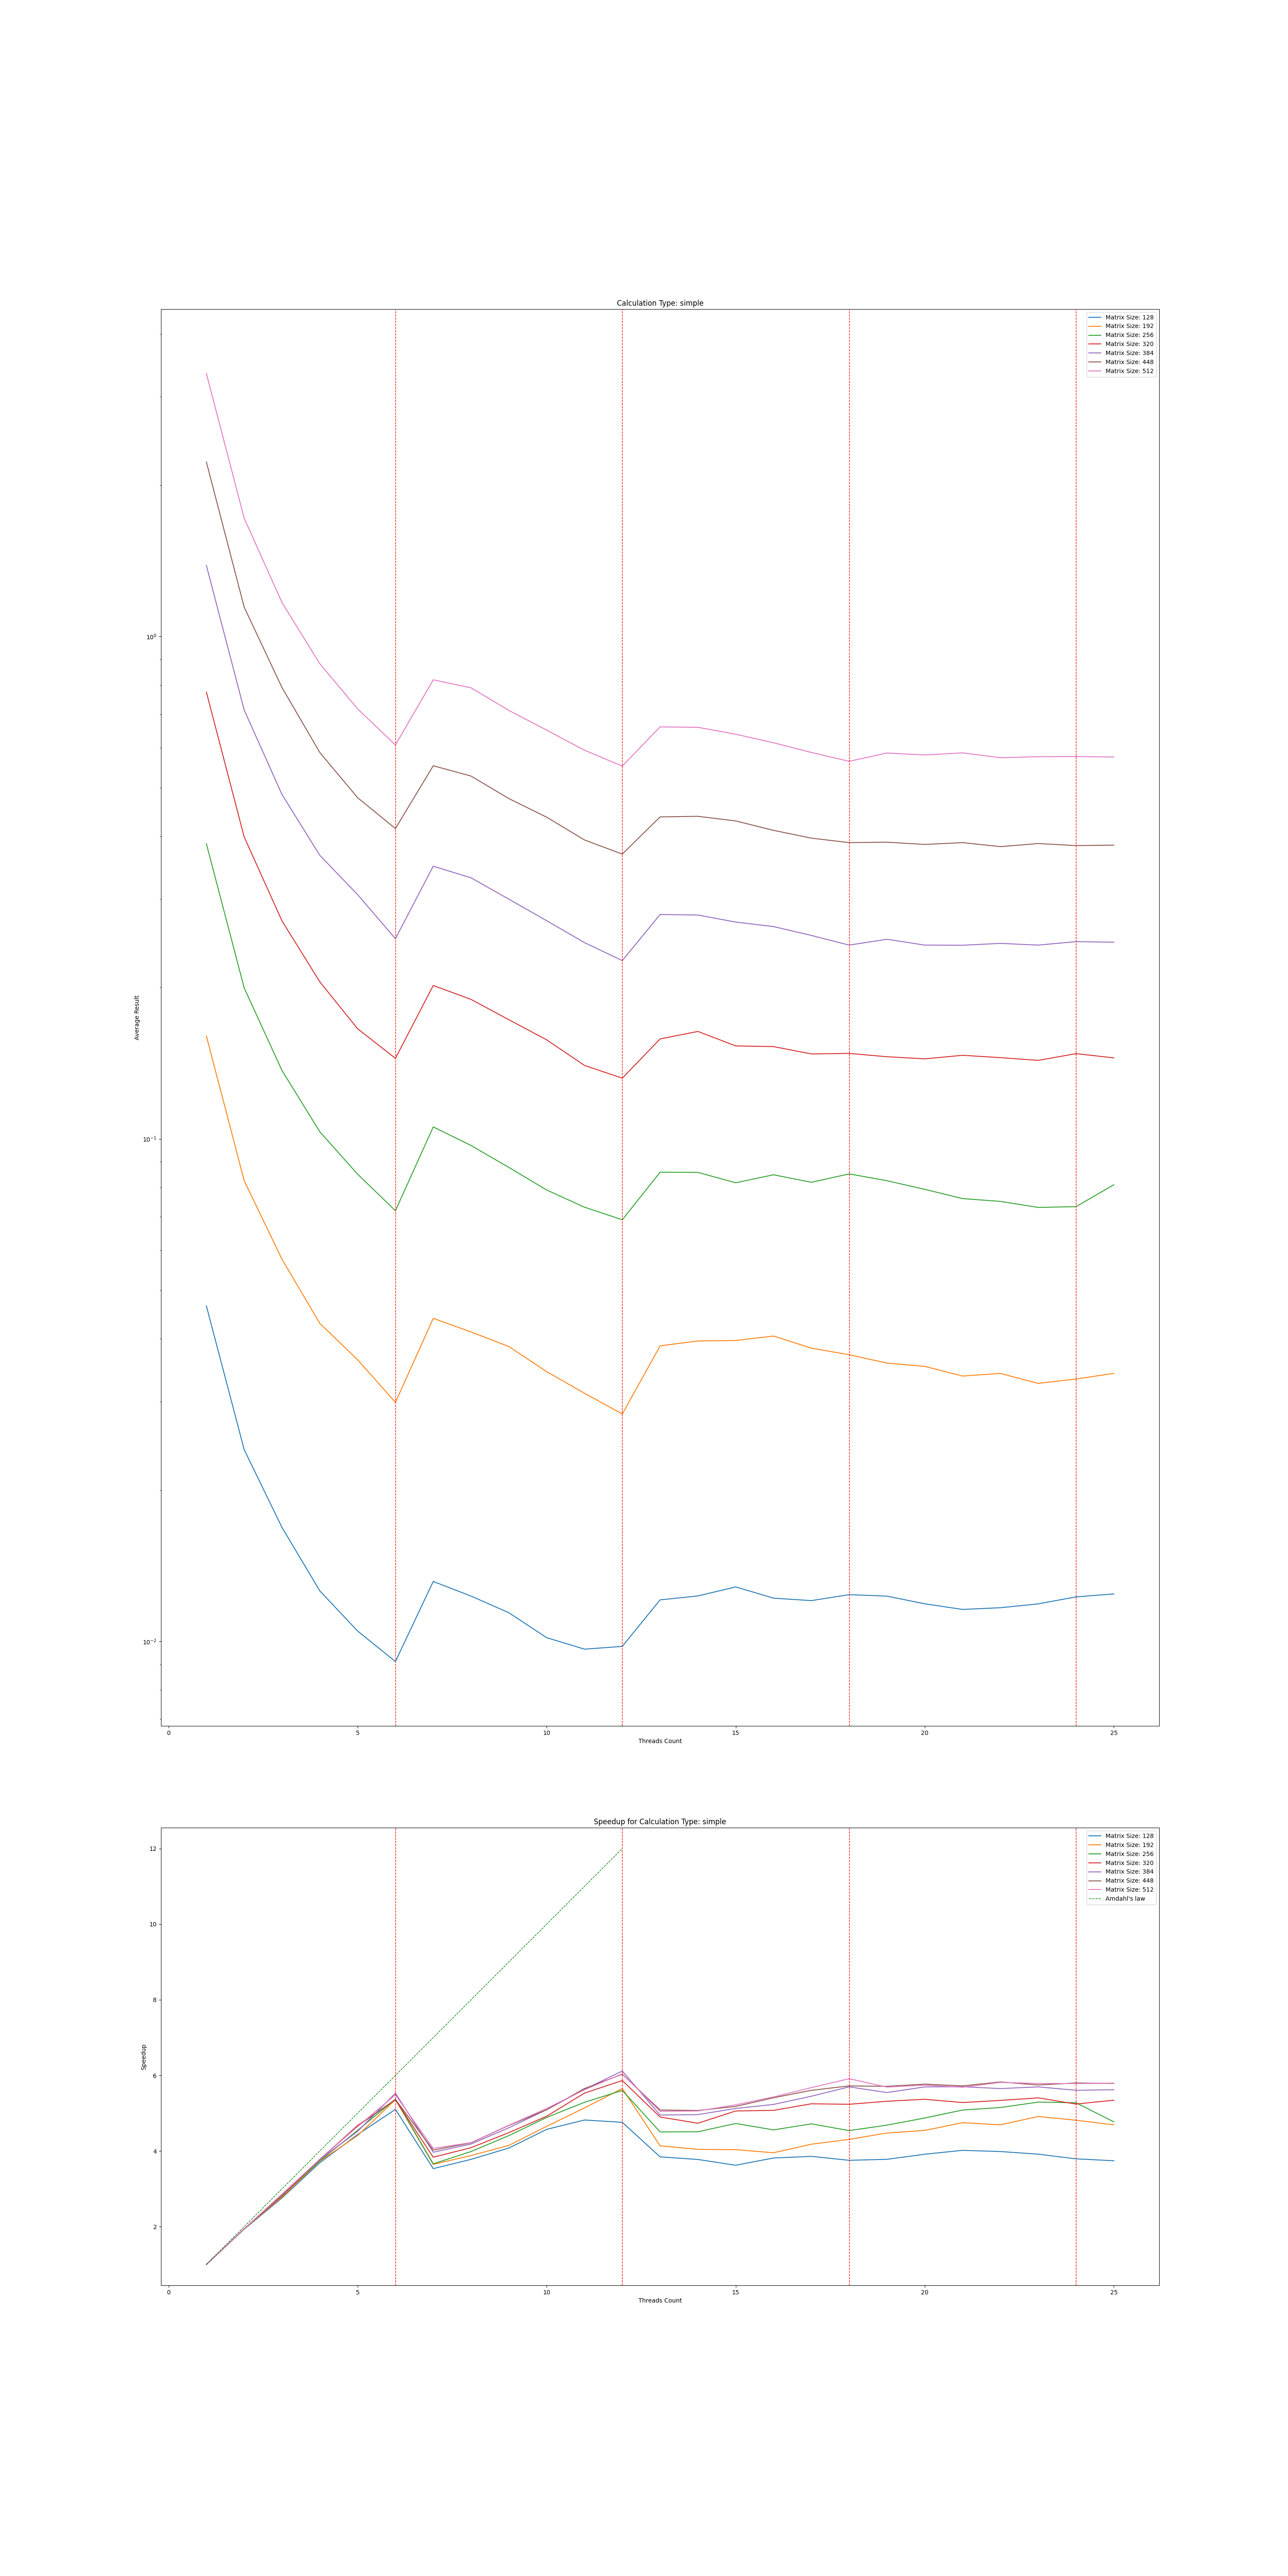 Calculation Type: simple
Matrix Size: 128
Matrix Size: 192
Matrix Size: 256
Matrix Size: 320
Matrix Size: 384
Matrix Size: 448
Matrix Size: 512
Average Result
10⁰
10⁻¹
10⁻²
0 5 10 15 20 25
Threads Count
Speedup for Calculation Type: simple
Matrix Size: 128
Matrix Size: 192
Matrix Size: 256
Matrix Size: 320
Matrix Size: 384
Matrix Size: 448
Matrix Size: 512
Amdahl's law
Speedup
12
10
8
6
4
2
0 5 10 15 20 25
Threads Count